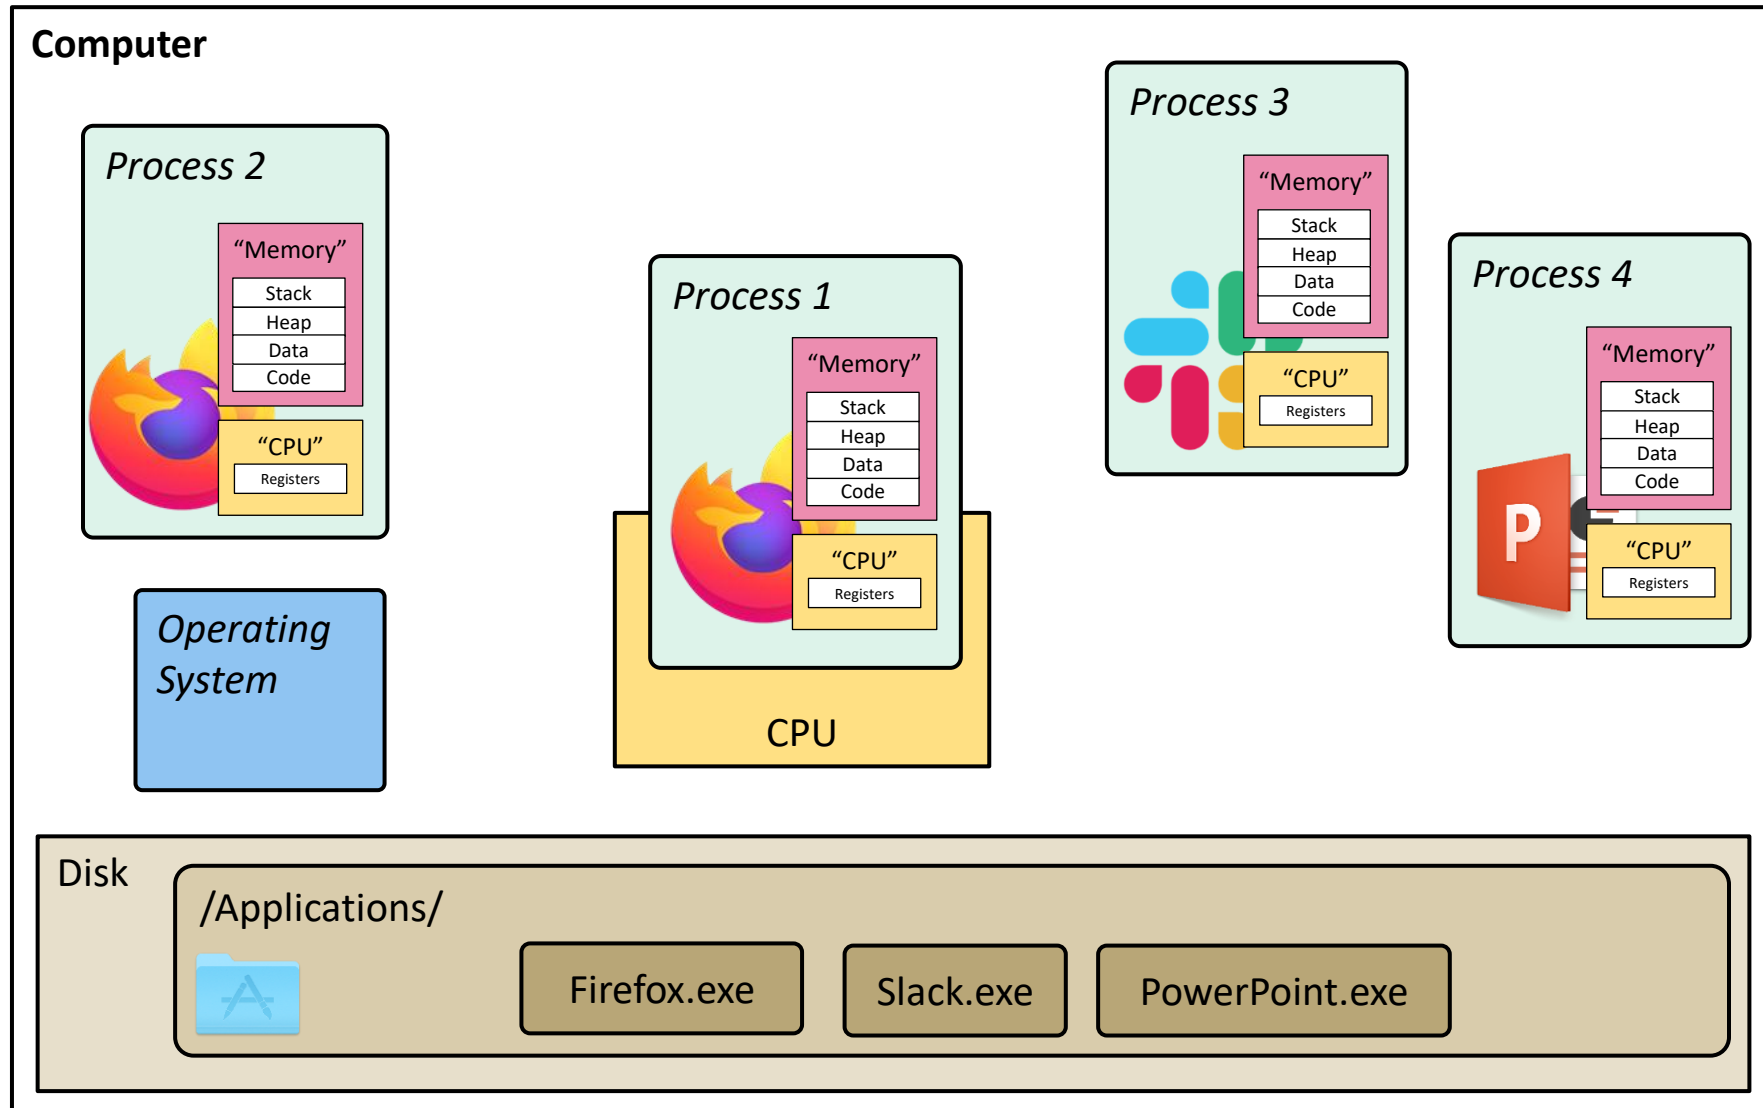 Computer
Process 2
“Memory”
Stack
Heap
Data
Code
“CPU”
Registers
Process 1
“Memory”
Stack
Heap
Data
Code
“CPU”
Registers
Process 3
“Memory”
Stack
Heap
Data
Code
“CPU”
Registers
Process 4
“Memory”
Stack
Heap
Data
Code
P
“CPU”
Registers
Operating
System
CPU
Disk
/Applications/
Firefox.exe
Slack.exe
PowerPoint.exe